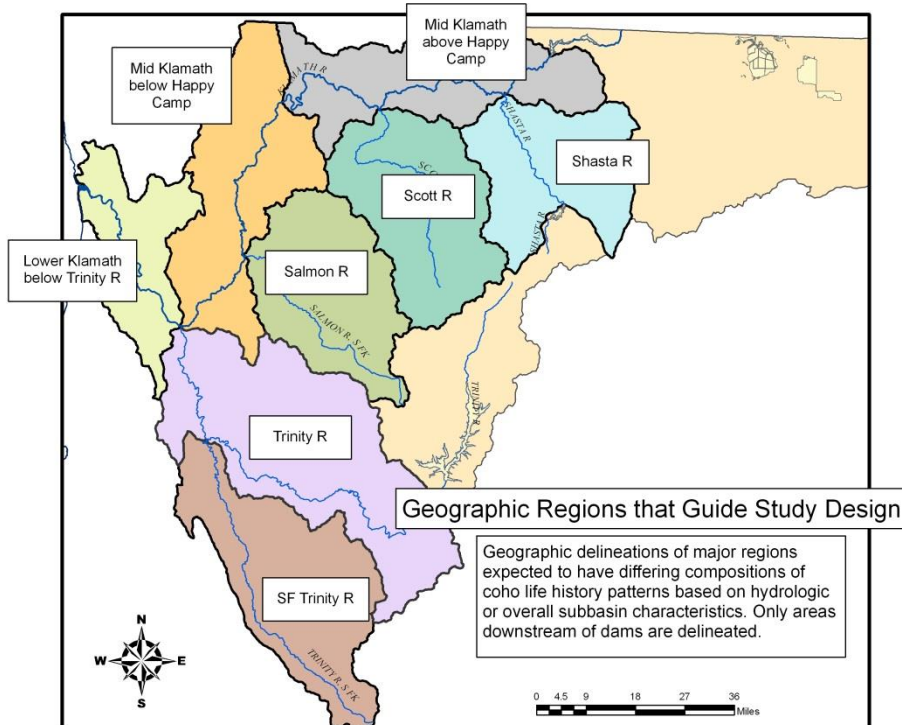 Mid Klamath
above Happy
Camp
Mid Klamath
below Happy
Camp
KLAMATH R
SHASTA R
Shasta R
Scott R
SHASTA R
Lower Klamath
below Trinity R
Salmon R
SALMON R, S FK
TRINITY R
Trinity R
Geographic Regions that Guide Study Design
Geographic delineations of major regions
expected to have differing compositions of
coho life history patterns based on hydrologic
or overall subbasin characteristics. Only areas
downstream of dams are delineated.
SF Trinity R
TRINITY R, S FK
N
W E
S
0 4.5 9 18 27 36
Miles